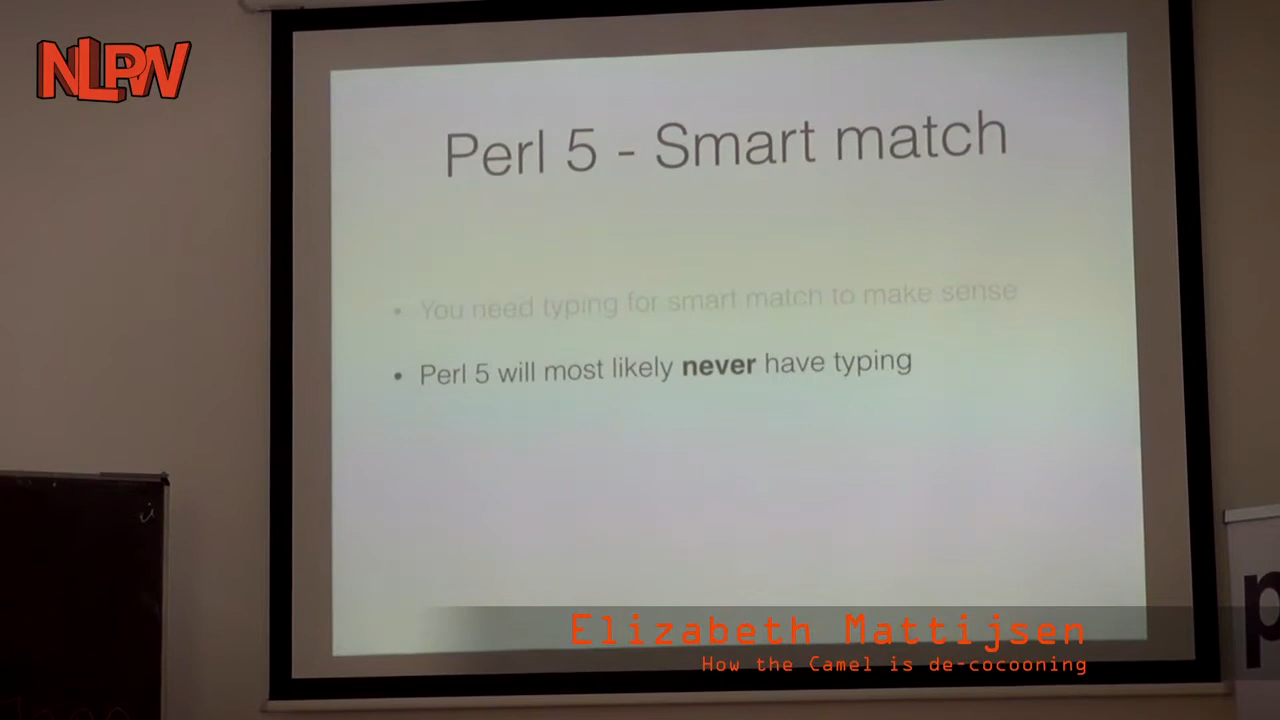 NLPW
Perl 5 - Smart match
• You need typing for smart match to make sense
• Perl 5 will most likely never have typing
Elizabeth Mattijsen
How the Camel is de-cocooning
p